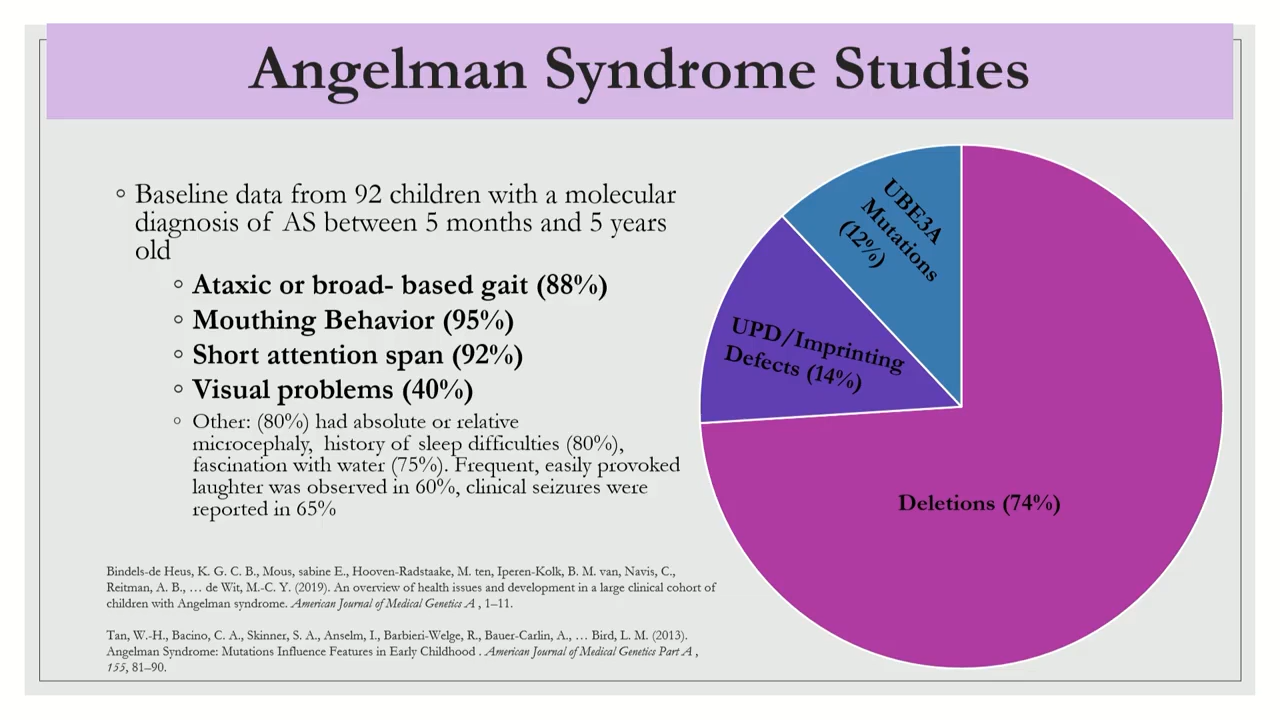 Angelman Syndrome Studies
Baseline data from 92 children with a molecular
diagnosis of AS between 5 months and 5 years
old
Ataxic or broad- based gait (88%)
Mouthing Behavior (95%)
Short attention span (92%)
Visual problems (40%)
Other: (80%) had absolute or relative
microcephaly, history of sleep difficulties (80%),
fascination with water (75%). Frequent, easily provoked
laughter was observed in 60%, clinical seizures were
reported in 65%
Bindels-de Heus, K. G. C. B., Mous, sabine E., Hooven-Radstaake, M. ten, Iperen-Kolk, B. M. van, Navis, C.,
Reitman, A. B., … de Wit, M.-C. Y. (2019). An overview of health issues and development in a large clinical cohort of
children with Angelman syndrome. American Journal of Medical Genetics A , 1–11.
Tan, W.-H., Bacino, C. A., Skinner, S. A., Anselm, I., Barbieri-Welge, R., Bauer-Carlin, A., … Bird, L. M. (2013).
Angelman Syndrome: Mutations Influence Features in Early Childhood . American Journal of Medical Genetics Part A ,
155, 81–90.
UBE3A
Mutations
(12%)
UPD/Imprinting
Defects (14%)
Deletions (74%)